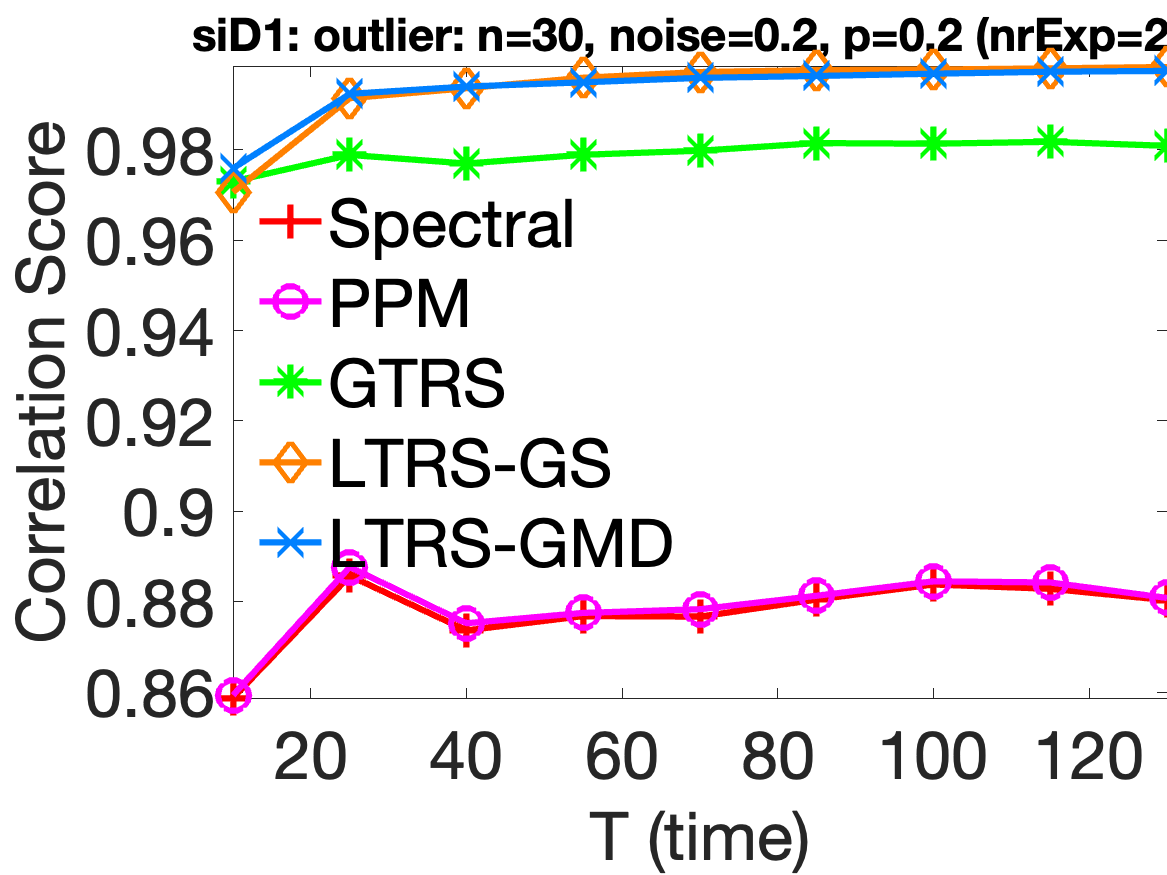 siD1: outlier: n=30, noise=0.2, p=0.2 (nrExp=2
Correlation Score
0.98
0.96
0.94
0.92
0.9
0.88
0.86
Spectral
PPM
GTRS
LTRS-GS
LTRS-GMD
20 40 60 80 100 120
T (time)